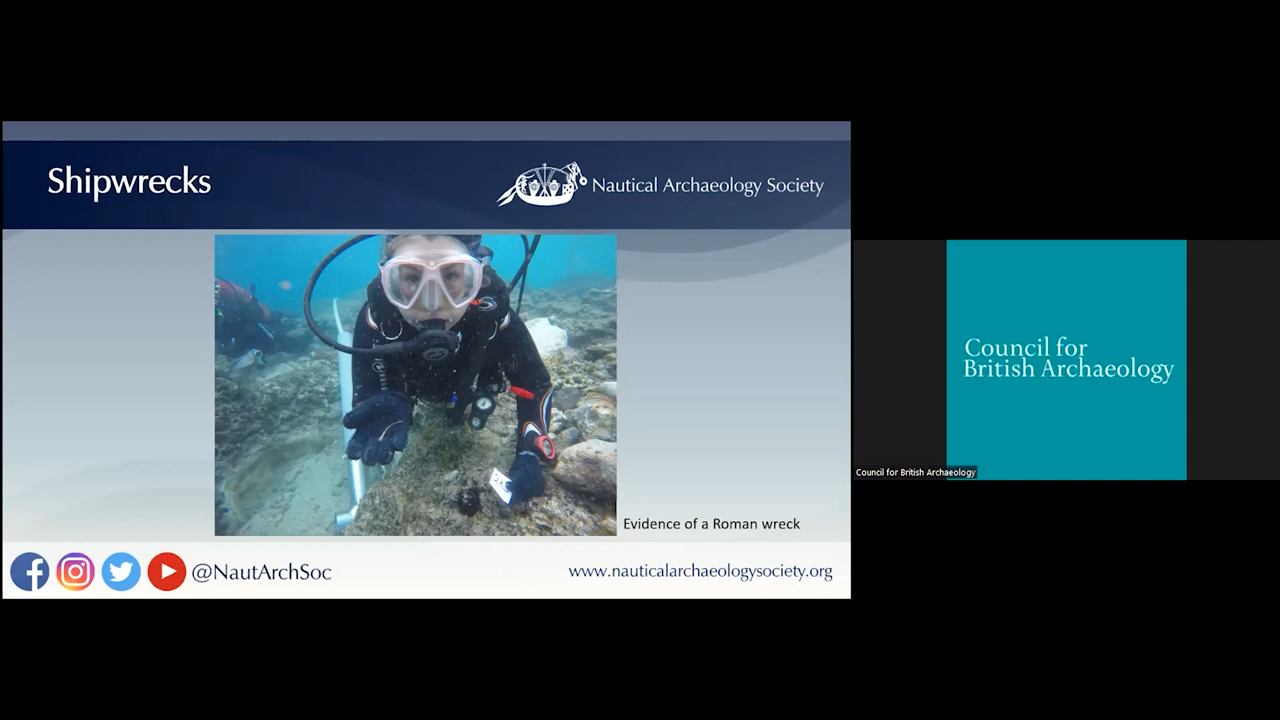 Shipwrecks
Nautical Archaeology Society
Evidence of a Roman wreck
@NautArchSoc
www.nauticalarchaeologysociety.org
Council for
British Archaeology
Council for British Archaeology